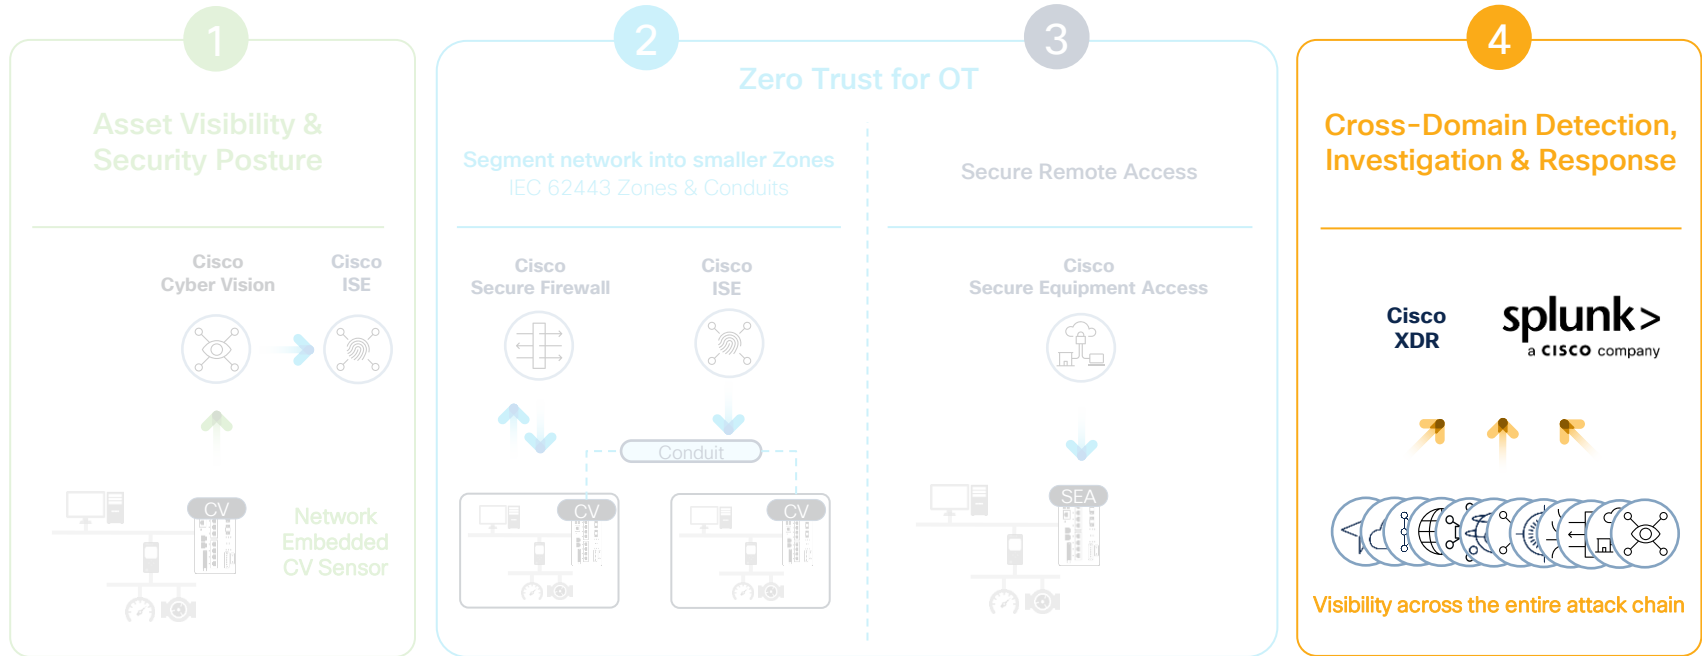 1
Asset Visibility &
Security Posture
Cisco
Cyber Vision
Cisco
ISE
CV
Network
Embedded
CV Sensor
2
3
Zero Trust for OT
Segment network into smaller Zones
IEC 62443 Zones & Conduits
Cisco
Secure Firewall
Cisco
ISE
Conduit
CV
CV
Secure Remote Access
Cisco
Secure Equipment Access
SEA
4
Cross-Domain Detection,
Investigation & Response
Cisco
XDR
splunk>
a CISCO company
Visibility across the entire attack chain